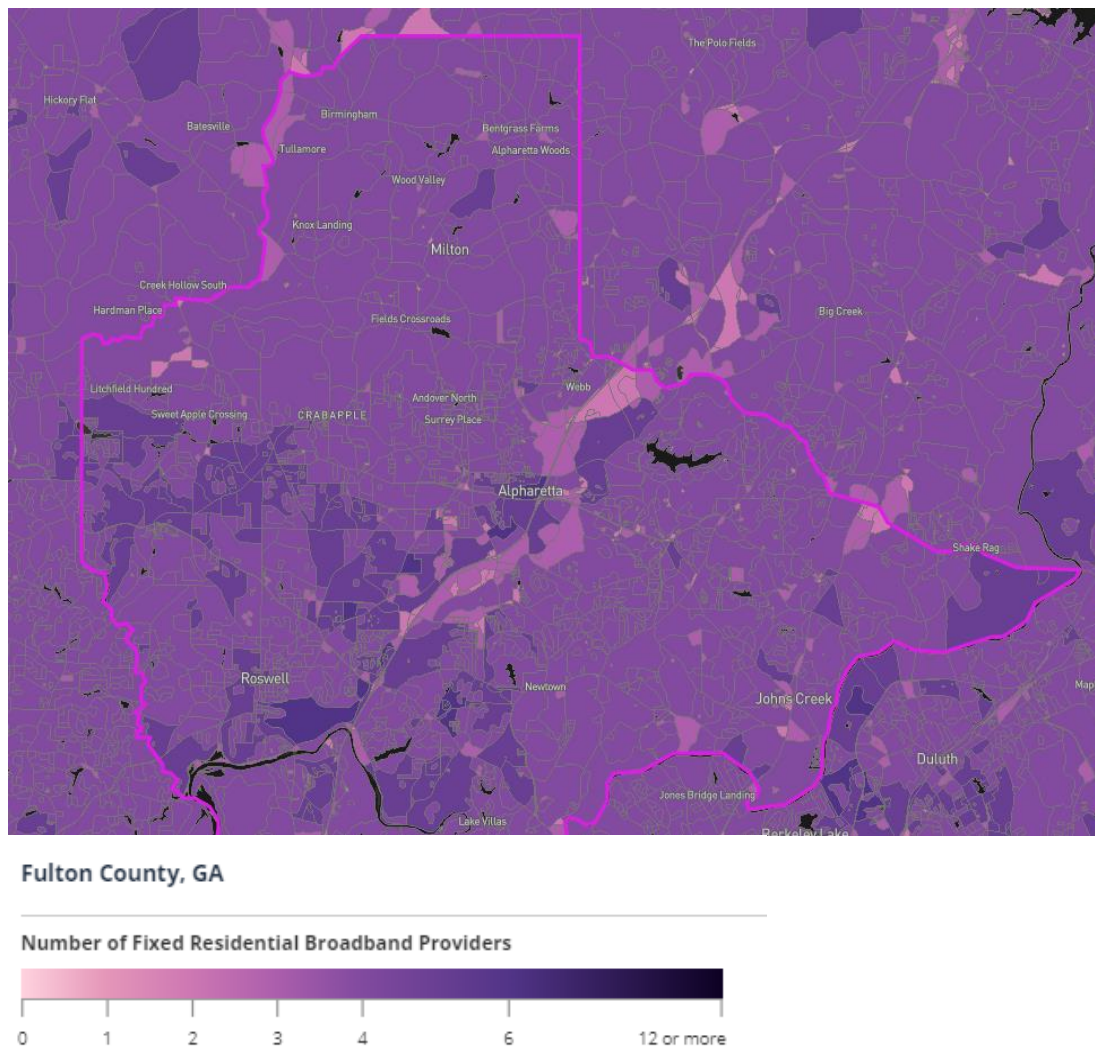 The Polo Fields
Hickory Flat
Birmingham
Batesville
Bentgrass Farms
Tullamore
Alpharetta Woods
Wood Valley
Knox Landing
Milton
Creek Hollow South
Hardman Place
Big Creek
Fields Crossroads
Webb
Litchfield Hundred
Andover North
Sweet Apple Crossing
CRABAPPLE
Surrey Place
Alpharetta
Shake Rag
Roswell
Newtown
Map
Johns Creek
Duluth
Jones Bridge Landing
Lake Villas
Berkeley Lake
Fulton County, GA
Number of Fixed Residential Broadband Providers
0 1 2 3 4 6 12 or more